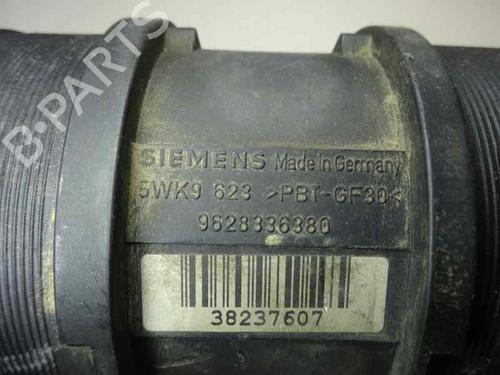 B-PARTS
SIEMENS Made in Germany
5WK9 623 >PBT-GF30<
9628336380
38237607